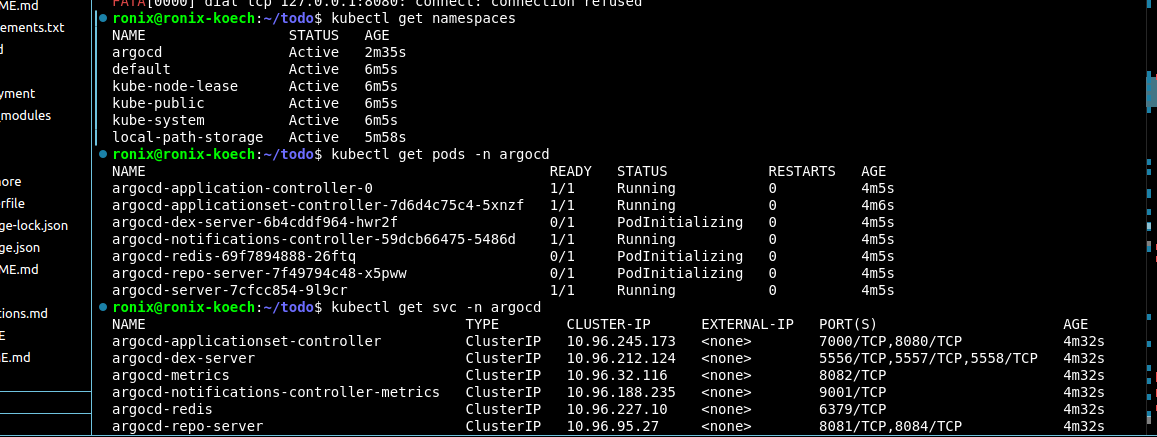 FATA[0000] dial tcp 127.0.0.1:8080: connect: connection refused
ronix@ronix-koech:~/todo$ kubectl get namespaces
NAME STATUS AGE
argocd Active 2m35s
default Active 6m5s
kube-node-lease Active 6m5s
kube-public Active 6m5s
kube-system Active 6m5s
local-path-storage Active 5m58s
ronix@ronix-koech:~/todo$ kubectl get pods -n argocd
NAME READY STATUS RESTARTS AGE
argocd-application-controller-0 1/1 Running 0 4m5s
argocd-applicationset-controller-7d6d4c75c4-5xnzf 1/1 Running 0 4m6s
argocd-dex-server-6b4cddf964-hwr2f 0/1 PodInitializing 0 4m5s
argocd-notifications-controller-59dcb66475-5486d 1/1 Running 0 4m5s
argocd-redis-69f7894888-26ftq 0/1 PodInitializing 0 4m5s
argocd-repo-server-7f49794c48-x5pww 0/1 PodInitializing 0 4m5s
argocd-server-7cfcc854-9l9cr 1/1 Running 0 4m5s
ronix@ronix-koech:~/todo$ kubectl get svc -n argocd
NAME TYPE CLUSTER-IP EXTERNAL-IP PORT(S) AGE
argocd-applicationset-controller ClusterIP 10.96.245.173 <none> 7000/TCP,8080/TCP 4m32s
argocd-dex-server ClusterIP 10.96.212.124 <none> 5556/TCP,5557/TCP,5558/TCP 4m32s
argocd-metrics ClusterIP 10.96.32.116 <none> 8082/TCP 4m32s
argocd-notifications-controller-metrics ClusterIP 10.96.188.235 <none> 9001/TCP 4m32s
argocd-redis ClusterIP 10.96.227.10 <none> 6379/TCP 4m32s
argocd-repo-server ClusterIP 10.96.95.27 <none> 8081/TCP,8084/TCP 4m32s
ME.md
ements.txt
yment
_modules
nore
erfile
ge-lock.json
ge.json
ME.md
tions.md
E
E.md